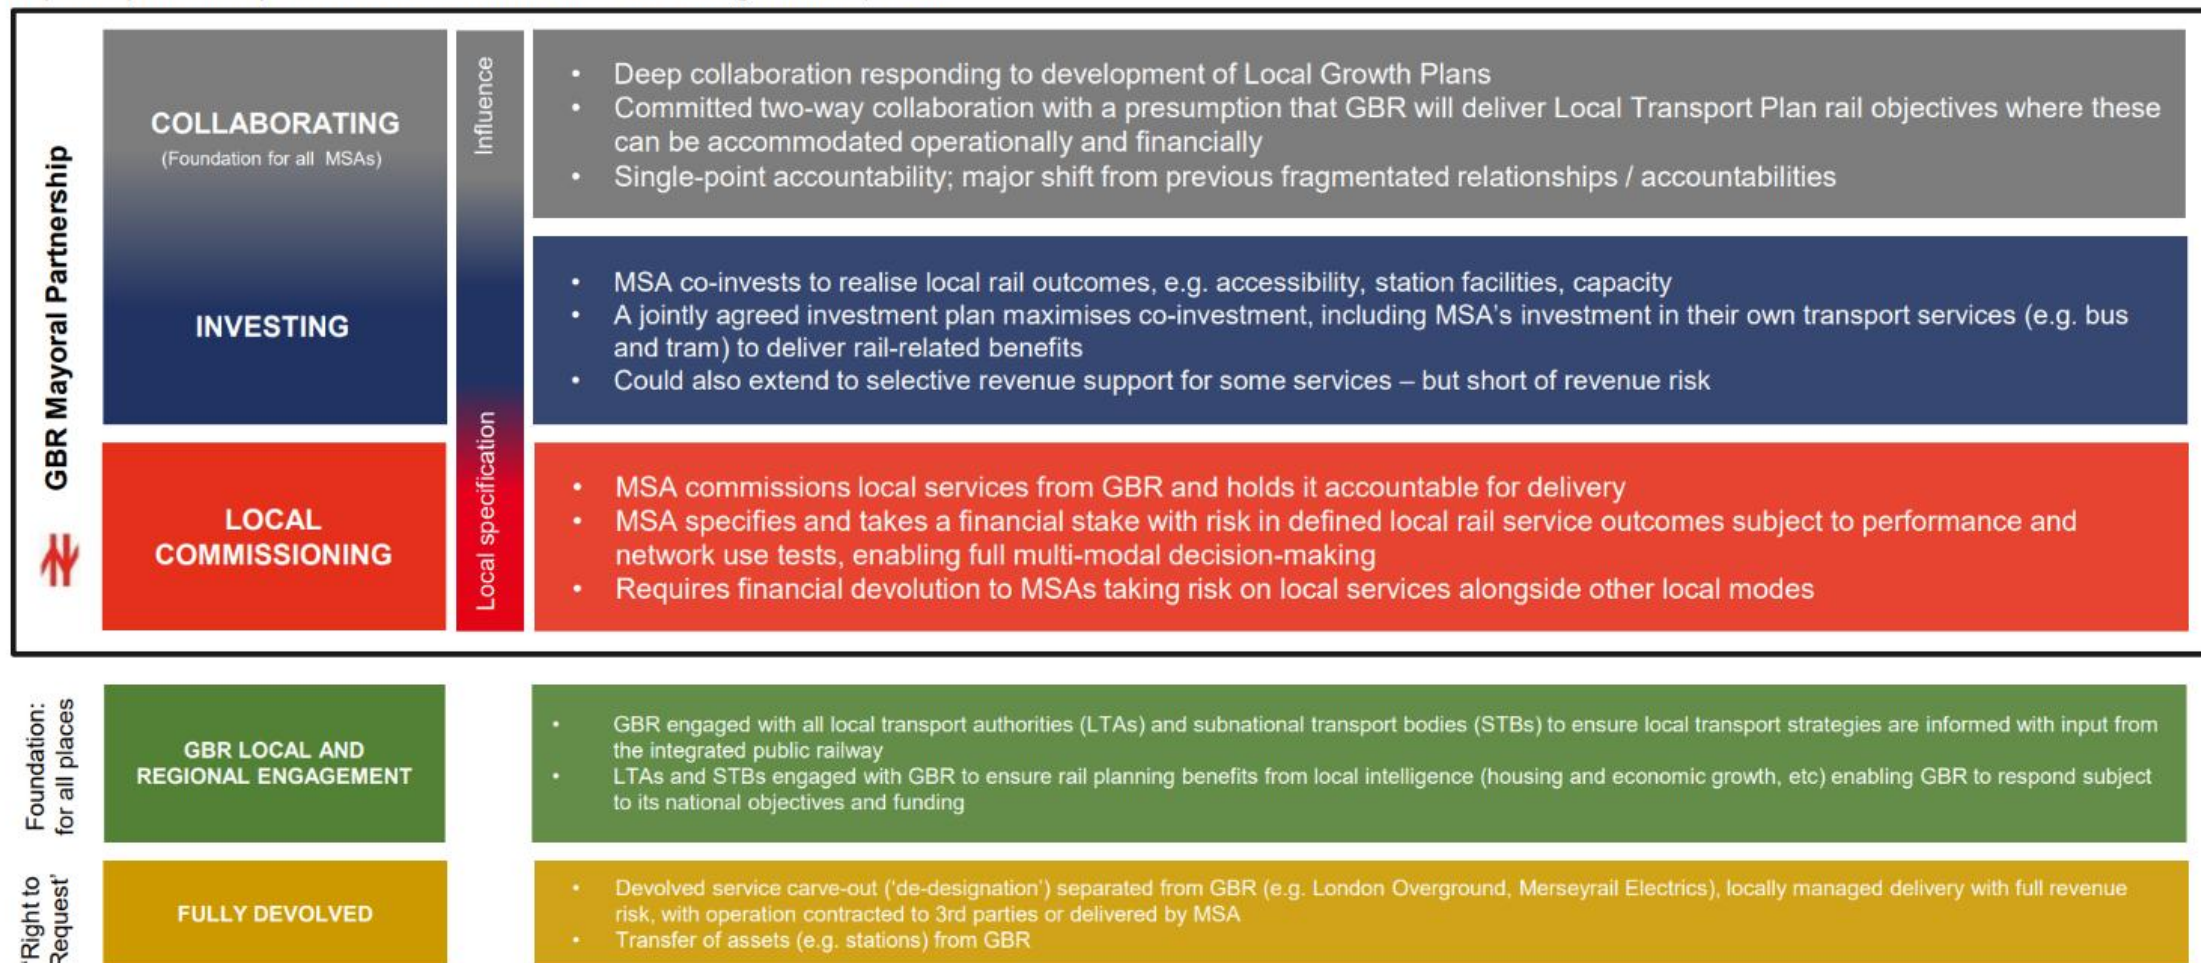 GBR Mayoral Partnership
COLLABORATING
(Foundation for all MSAs)
Influence
• Deep collaboration responding to development of Local Growth Plans
• Committed two-way collaboration with a presumption that GBR will deliver Local Transport Plan rail objectives where these
can be accommodated operationally and financially
• Single-point accountability; major shift from previous fragmentated relationships / accountabilities
INVESTING
• MSA co-invests to realise local rail outcomes, e.g. accessibility, station facilities, capacity
• A jointly agreed investment plan maximises co-investment, including MSA’s investment in their own transport services (e.g. bus
and tram) to deliver rail-related benefits
• Could also extend to selective revenue support for some services – but short of revenue risk
LOCAL
COMMISSIONING
Local specification
• MSA commissions local services from GBR and holds it accountable for delivery
• MSA specifies and takes a financial stake with risk in defined local rail service outcomes subject to performance and
network use tests, enabling full multi-modal decision-making
• Requires financial devolution to MSAs taking risk on local services alongside other local modes
Foundation:
for all places
GBR LOCAL AND
REGIONAL ENGAGEMENT
• GBR engaged with all local transport authorities (LTAs) and subnational transport bodies (STBs) to ensure local transport strategies are informed with input from
the integrated public railway
• LTAs and STBs engaged with GBR to ensure rail planning benefits from local intelligence (housing and economic growth, etc) enabling GBR to respond subject
to its national objectives and funding
‘Right to
Request’
FULLY DEVOLVED
• Devolved service carve-out (‘de-designation’) separated from GBR (e.g. London Overground, Merseyrail Electrics), locally managed delivery with full revenue
risk, with operation contracted to 3rd parties or delivered by MSA
• Transfer of assets (e.g. stations) from GBR